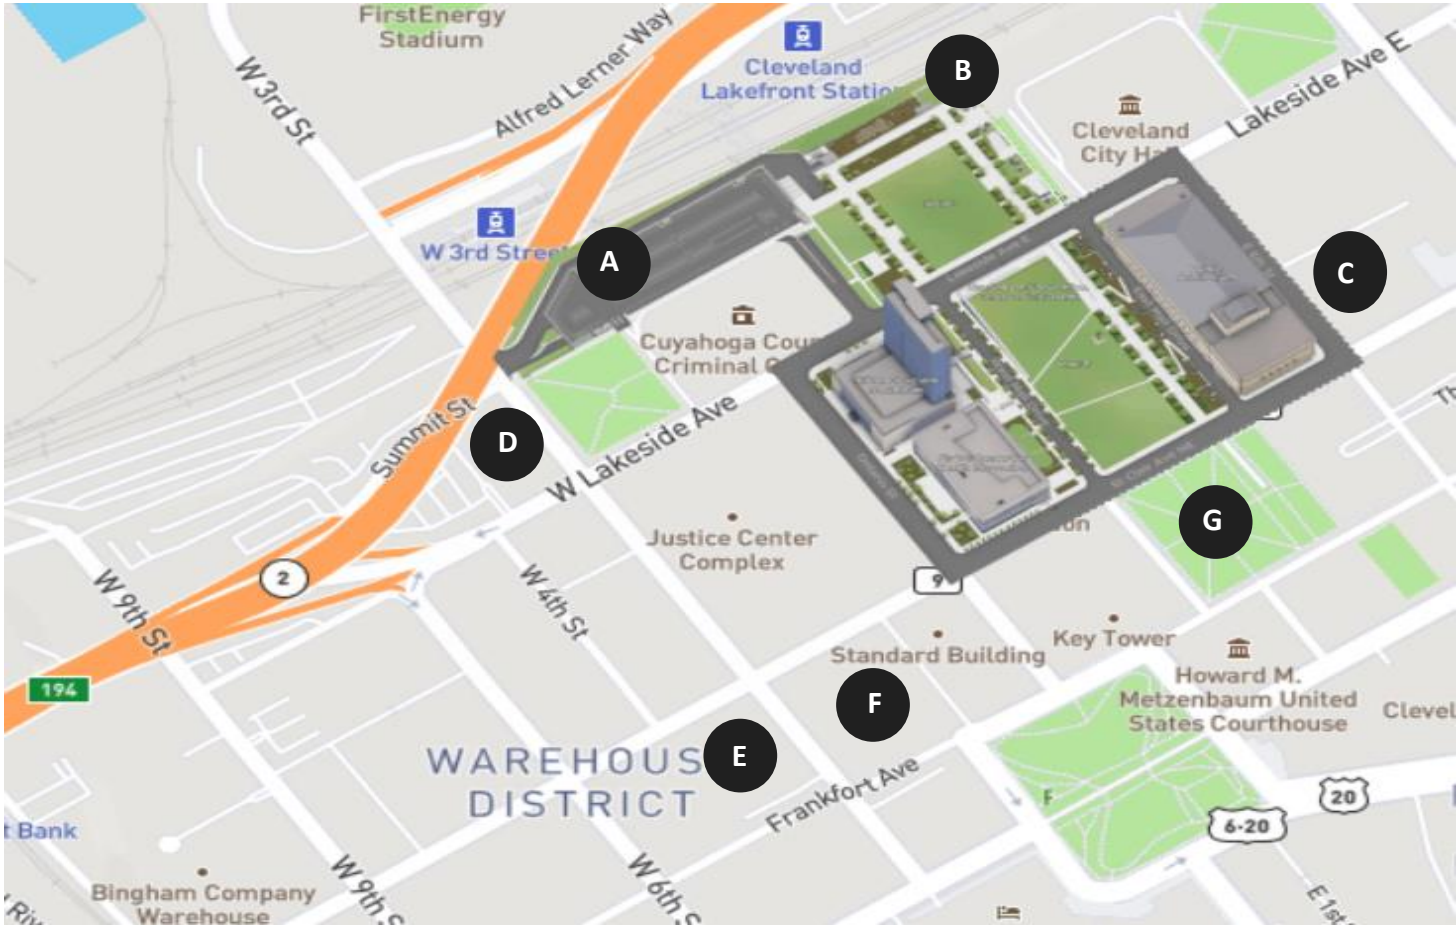 FirstEnergy
Stadium
Alfred Lerner Way
W 3rd St
Cleveland
Lakefront Statio
B
Lakeside Ave E
Cleveland
City Ha
W 3rd Stree
A
C
Cuyahoga Cou
Criminal C
Summit St
D
W Lakeside Ave
G
Justice Center
Complex
2
9
W 9th St
W 4th St
Key Tower
Standard Building
Howard M.
Metzenbaum United
States Courthouse
Clevel
194
F
E
WAREHOUS
DISTRICT
Frankfort Ave
F
20
6-20
t Bank
W 9th S
W 6th S
Bingham Company
Warehouse
E 1st
Riv
Th
on